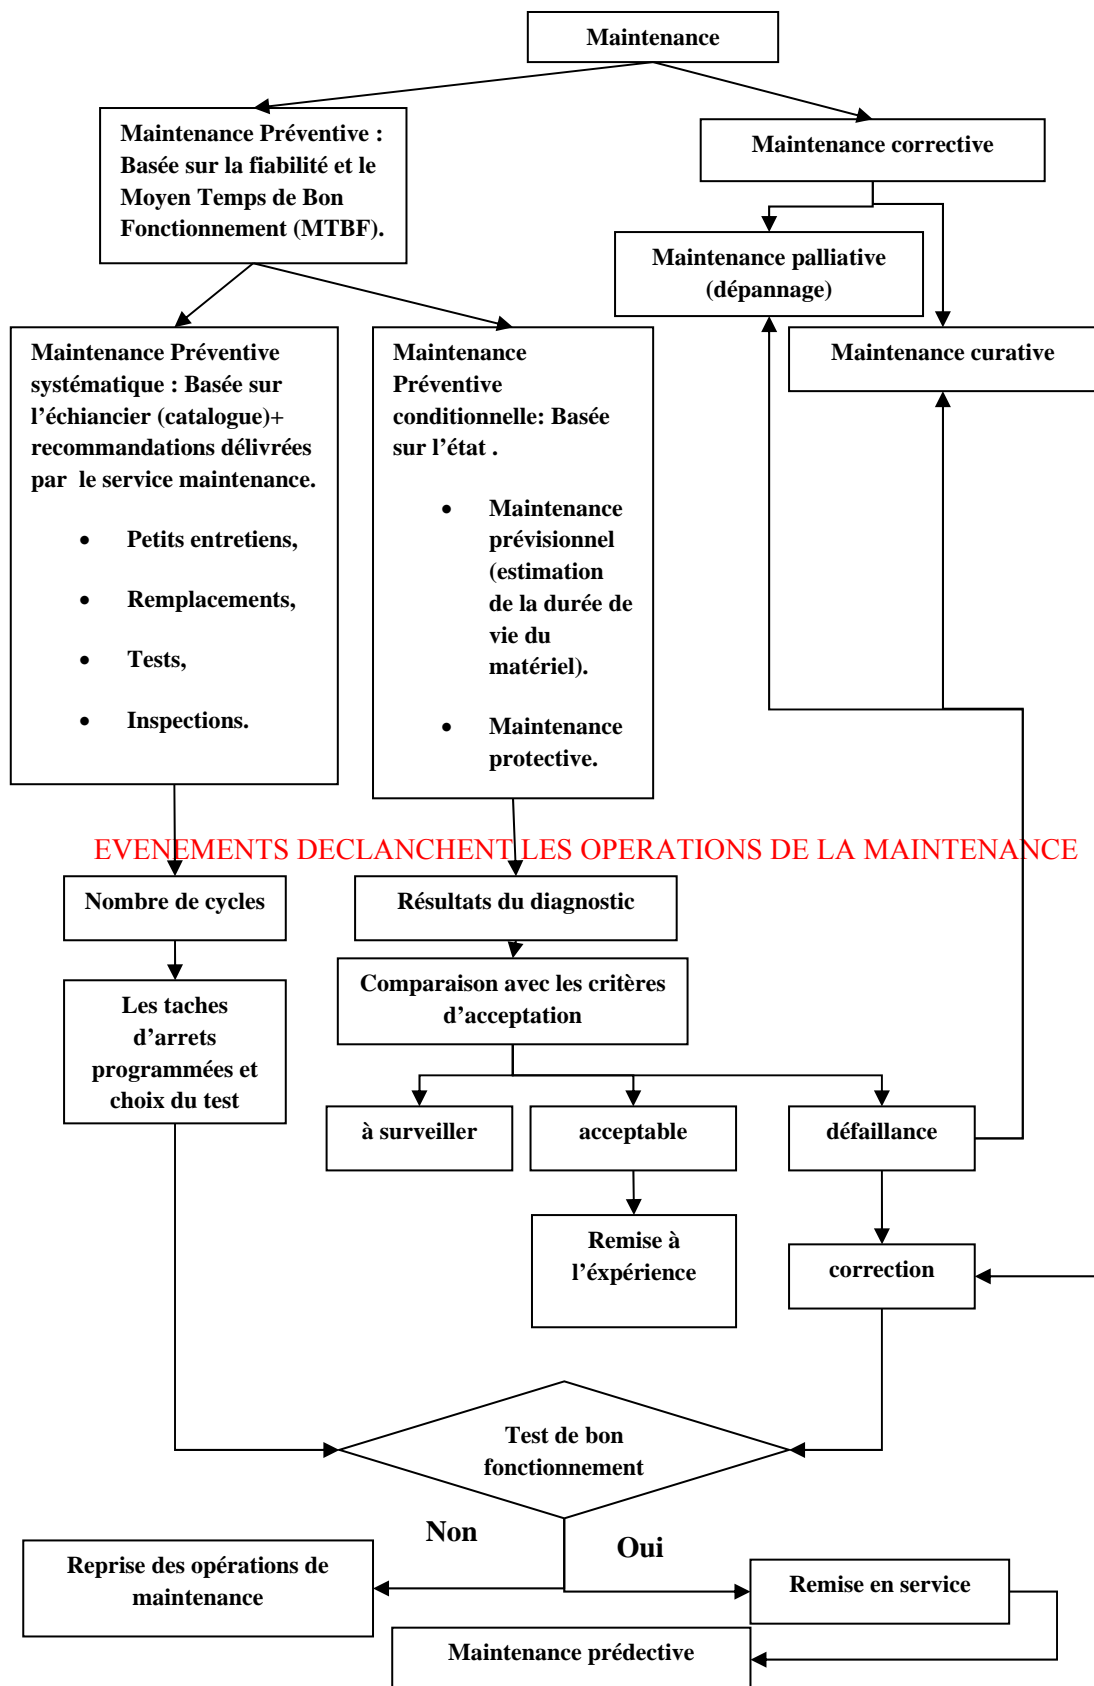 Maintenance
Maintenance Préventive :
Basée sur la fiabilité et le
Moyen Temps de Bon
Fonctionnement (MTBF).
Maintenance corrective
Maintenance palliative
(dépannage)
Maintenance curative
Maintenance Préventive
systématique : Basée sur
l’échiancier (catalogue)+
recommandations délivrées
par le service maintenance.
• Petits entretiens,
• Remplacements,
• Tests,
• Inspections.
Maintenance
Préventive
conditionnelle: Basée
sur l’état .
• Maintenance
prévisionnel
(estimation
de la durée de
vie du
matériel).
• Maintenance
protective.
EVENEMENTS DECLANCHENT LES OPERATIONS DE LA MAINTENANCE
Nombre de cycles
Résultats du diagnostic
Les taches
d’arrets
programmées et
choix du test
Comparaison avec les critères
d’acceptation
à surveiller
acceptable
défaillance
Remise à
l’éxpérience
correction
Test de bon
fonctionnement
Non
Oui
Reprise des opérations de
maintenance
Remise en service
Maintenance prédective